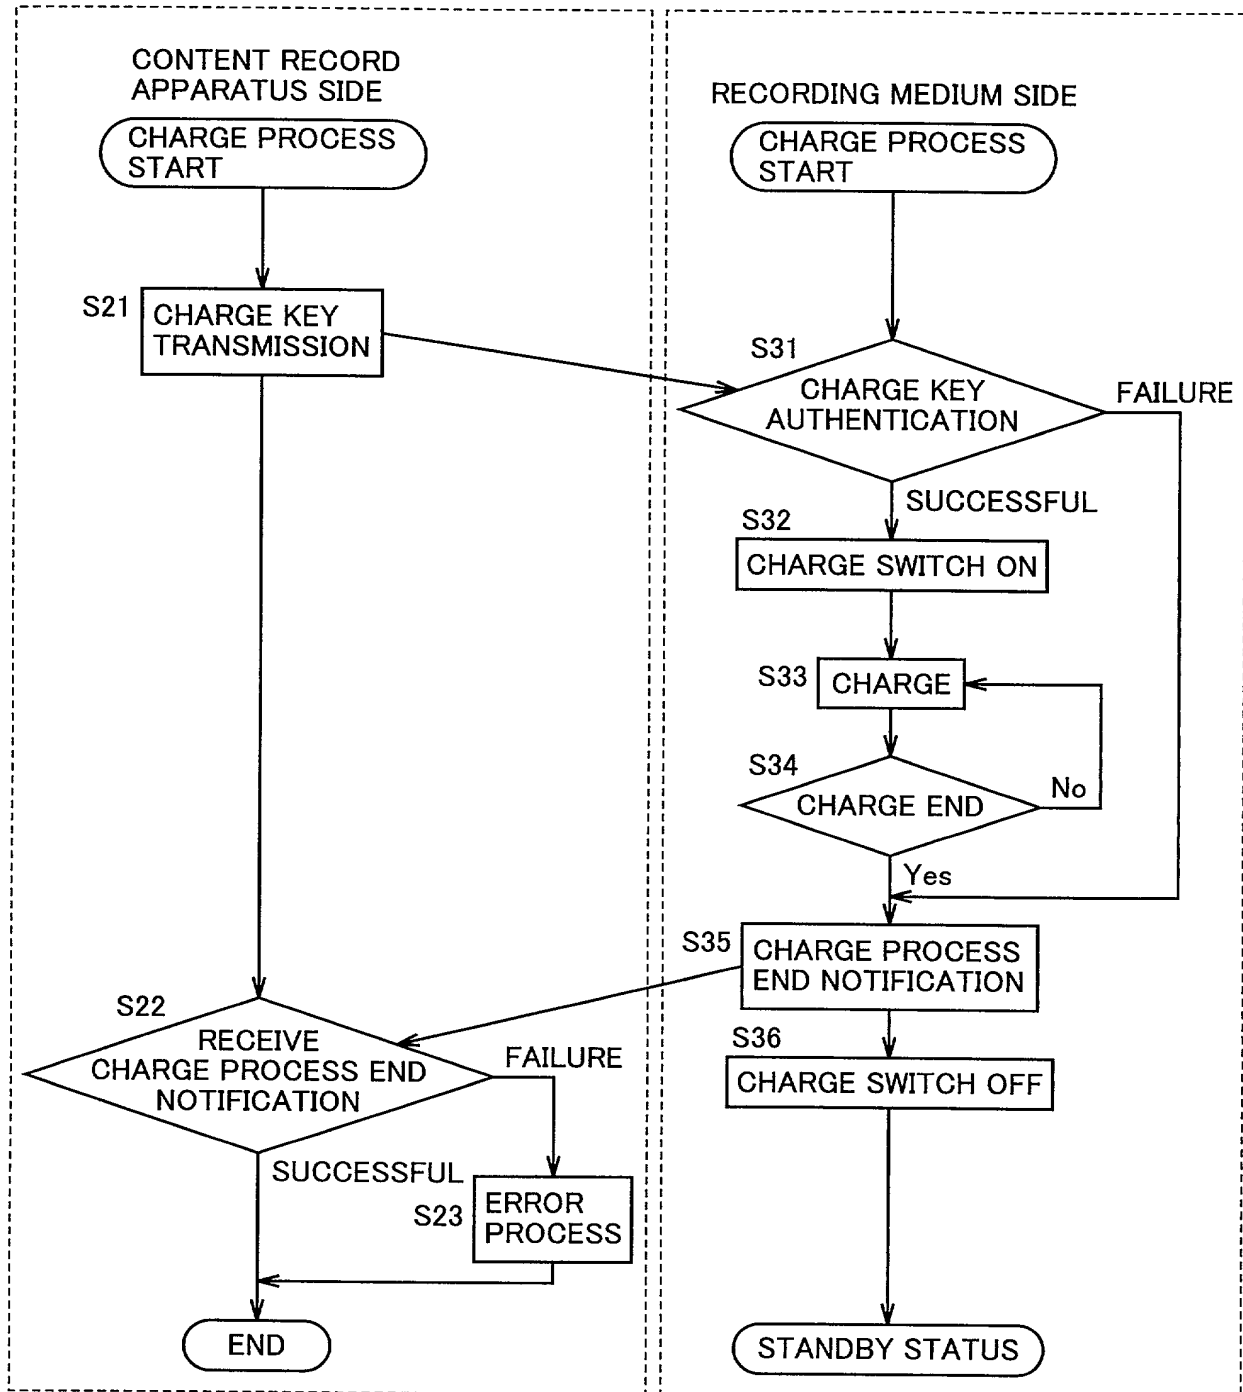 CONTENT RECORD
APPARATUS SIDE
CHARGE PROCESS
START
S21
CHARGE KEY
TRANSMISSION
S22
RECEIVE
CHARGE PROCESS END
NOTIFICATION
FAILURE
SUCCESSFUL
S23
ERROR
PROCESS
END
RECORDING MEDIUM SIDE
CHARGE PROCESS
START
S31
CHARGE KEY
AUTHENTICATION
FAILURE
SUCCESSFUL
S32
CHARGE SWITCH ON
S33
CHARGE
S34
CHARGE END
No
Yes
S35
CHARGE PROCESS
END NOTIFICATION
S36
CHARGE SWITCH OFF
STANDBY STATUS